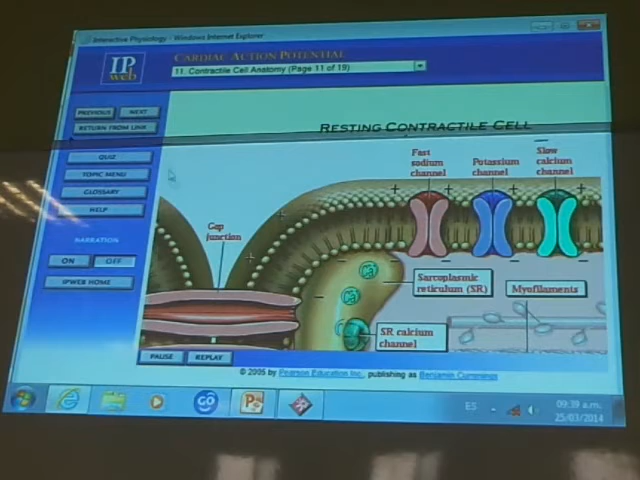 Interactive Physiology - Windows Internet Explorer
IP
web
CARDIAC ACTION POTENTIAL
11. Contractile Cell Anatomy (Page 11 of 19)
PREVIOUS
NEXT
RETURN FROM LINK
QUIZ
TOPIC MENU
GLOSSARY
HELP
NARRATION
ON
OFF
IPWEB HOME
RESTING CONTRACTILE CELL
Fast
sodium
channel
Potassium
channel
Slow
calcium
channel
Gap
junction
Ca
Ca
Sarcoplasmic
reticulum (SR)
Myofilaments
SR calcium
channel
PAUSE
REPLAY
© 2005 by Pearson Education Inc., publishing as Benjamin Cummings
GO
P
ES
09:39 a.m.
25/03/2014